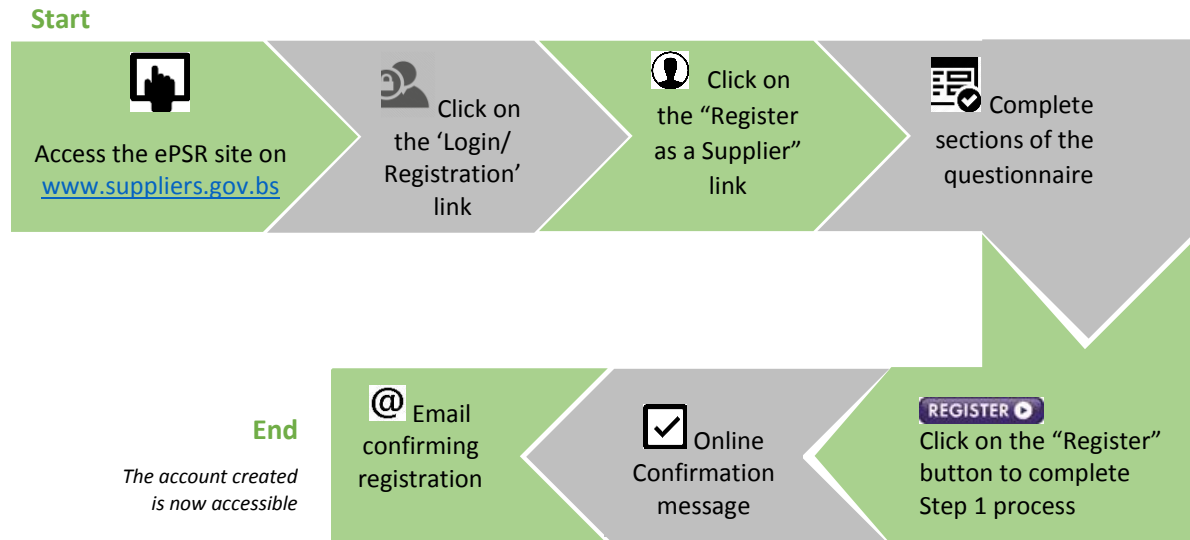 Start
Access the ePSR site on
www.suppliers.gov.bs
Click on
the ‘Login/
Registration’
link
Click on
the “Register
as a Supplier”
link
Complete
sections of the
questionnaire
REGISTER
Click on the “Register”
button to complete
Step 1 process
Online
Confirmation
message
@ Email
confirming
registration
End
The account created
is now accessible